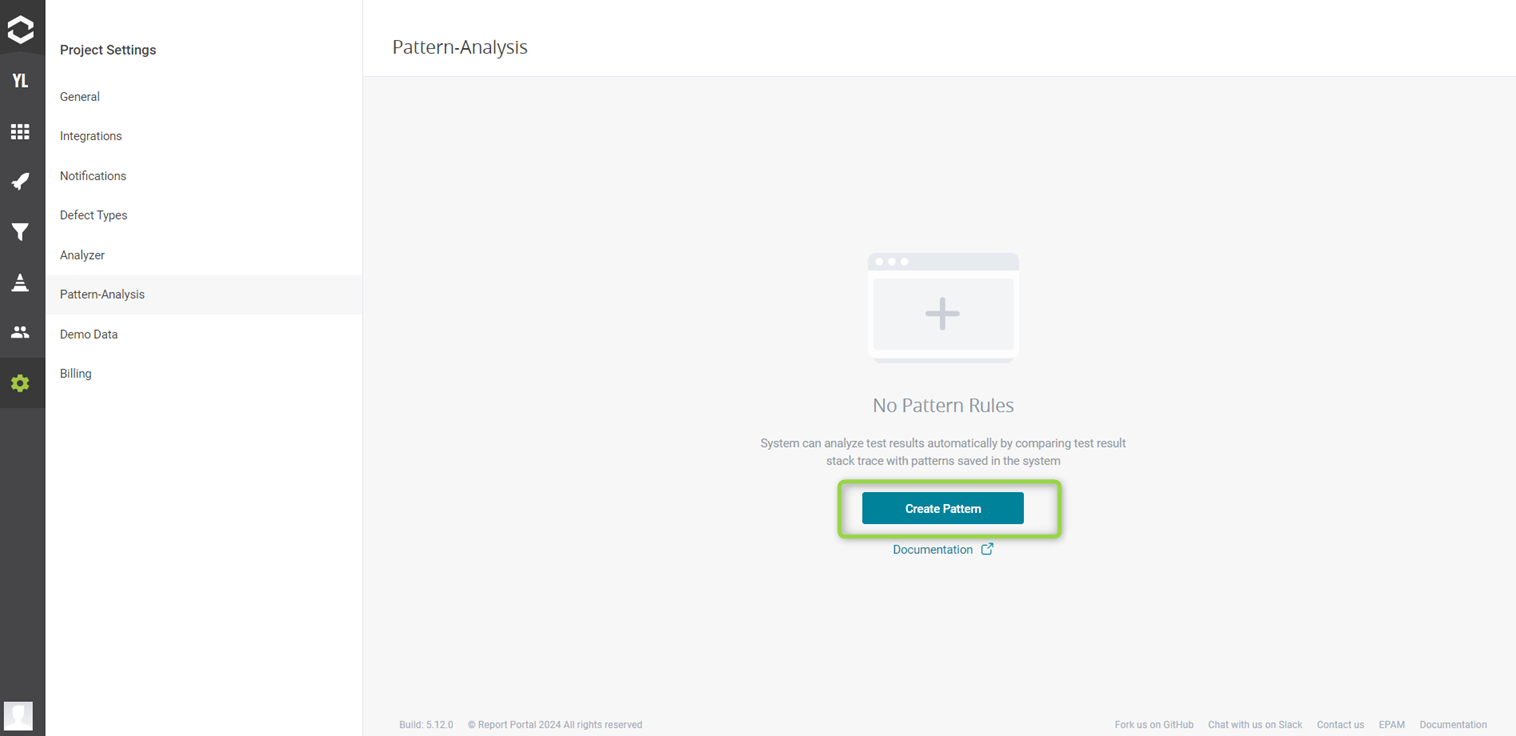 YL
Project Settings
General
Integrations
Notifications
Defect Types
Analyzer
Pattern-Analysis
Demo Data
Billing
Pattern-Analysis
No Pattern Rules
System can analyze test results automatically by comparing test result
stack trace with patterns saved in the system
Create Pattern
Documentation
Build: 5.12.0 © Report Portal 2024 All rights reserved
Fork us on GitHub Chat with us on Slack Contact us EPAM Documentation